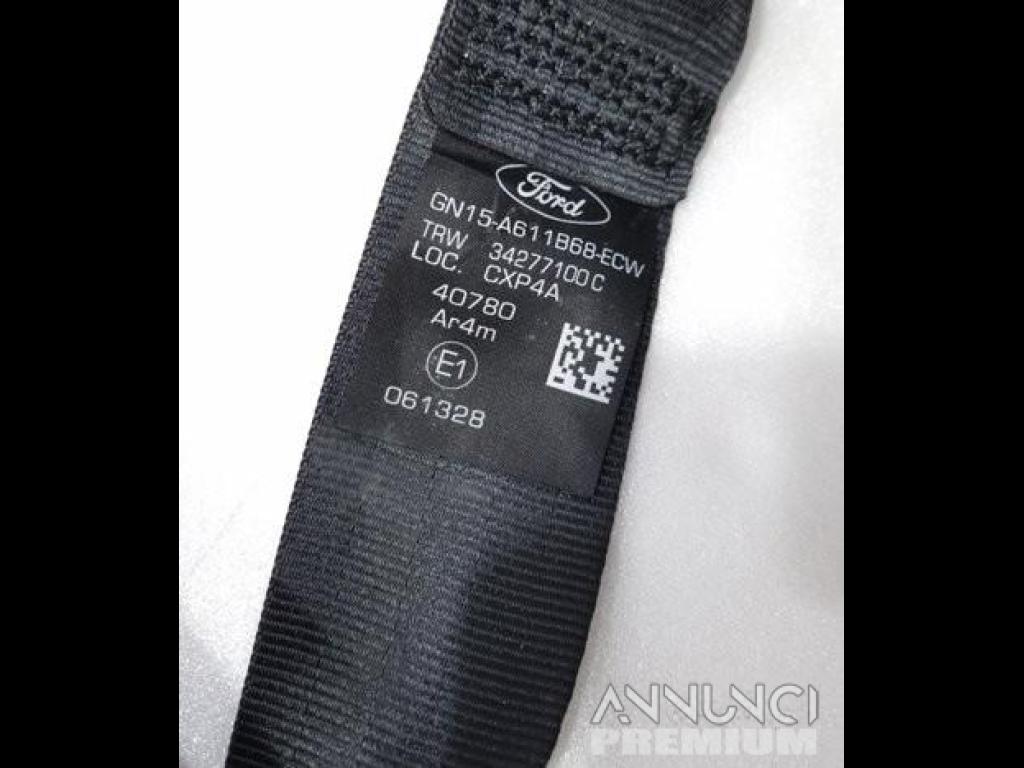 Ford
GN15-A611B68-ECW
TRW 34277100C
LOC. CXP4A
40780
Ar4m
E1
061328
ANNUNCI
PREMIUM